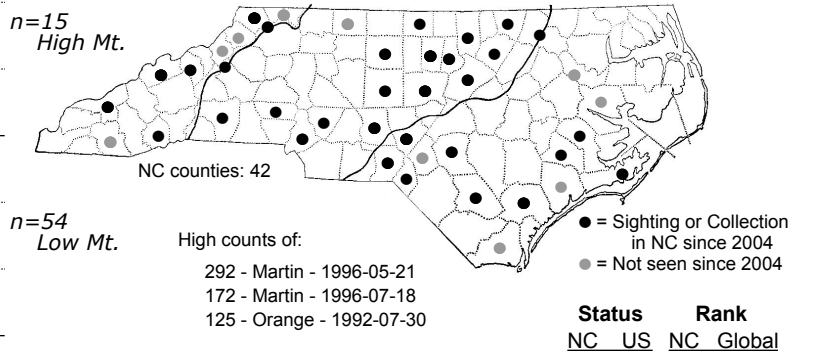 n=15
High Mt.
NC counties: 42
n=54
Low Mt.
High counts of:
292 - Martin - 1996-05-21
172 - Martin - 1996-07-18
125 - Orange - 1992-07-30
● = Sighting or Collection
in NC since 2004
● = Not seen since 2004
Status Rank
NC US NC Global